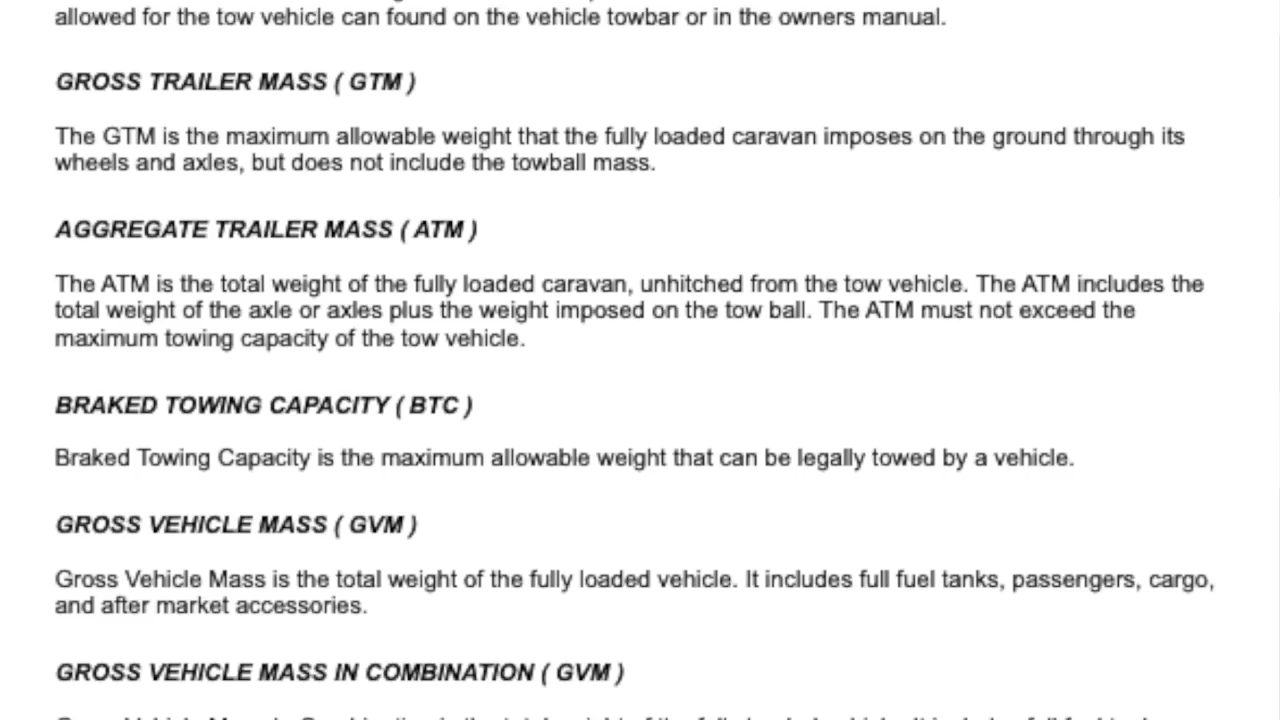 allowed for the tow vehicle can found on the vehicle towbar or in the owners manual.
GROSS TRAILER MASS ( GTM )
The GTM is the maximum allowable weight that the fully loaded caravan imposes on the ground through its
wheels and axles, but does not include the towball mass.
AGGREGATE TRAILER MASS ( ATM )
The ATM is the total weight of the fully loaded caravan, unhitched from the tow vehicle. The ATM includes the
total weight of the axle or axles plus the weight imposed on the tow ball. The ATM must not exceed the
maximum towing capacity of the tow vehicle.
BRAKED TOWING CAPACITY ( BTC )
Braked Towing Capacity is the maximum allowable weight that can be legally towed by a vehicle.
GROSS VEHICLE MASS ( GVM )
Gross Vehicle Mass is the total weight of the fully loaded vehicle. It includes full fuel tanks, passengers, cargo,
and after market accessories.
GROSS VEHICLE MASS IN COMBINATION ( GVM )